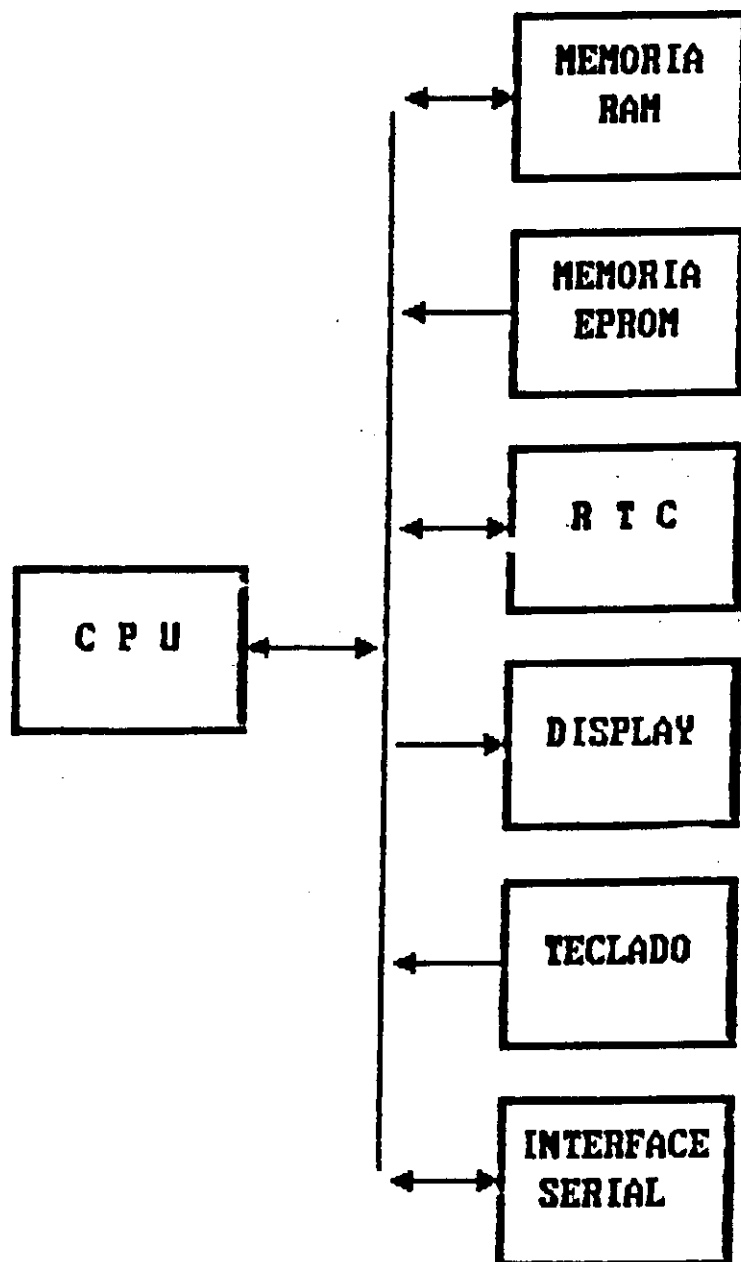 MEMORIA
RAM
MEMORIA
EPROM
R T C
C P U
DISPLAY
TECLADO
INTERFACE
SERIAL